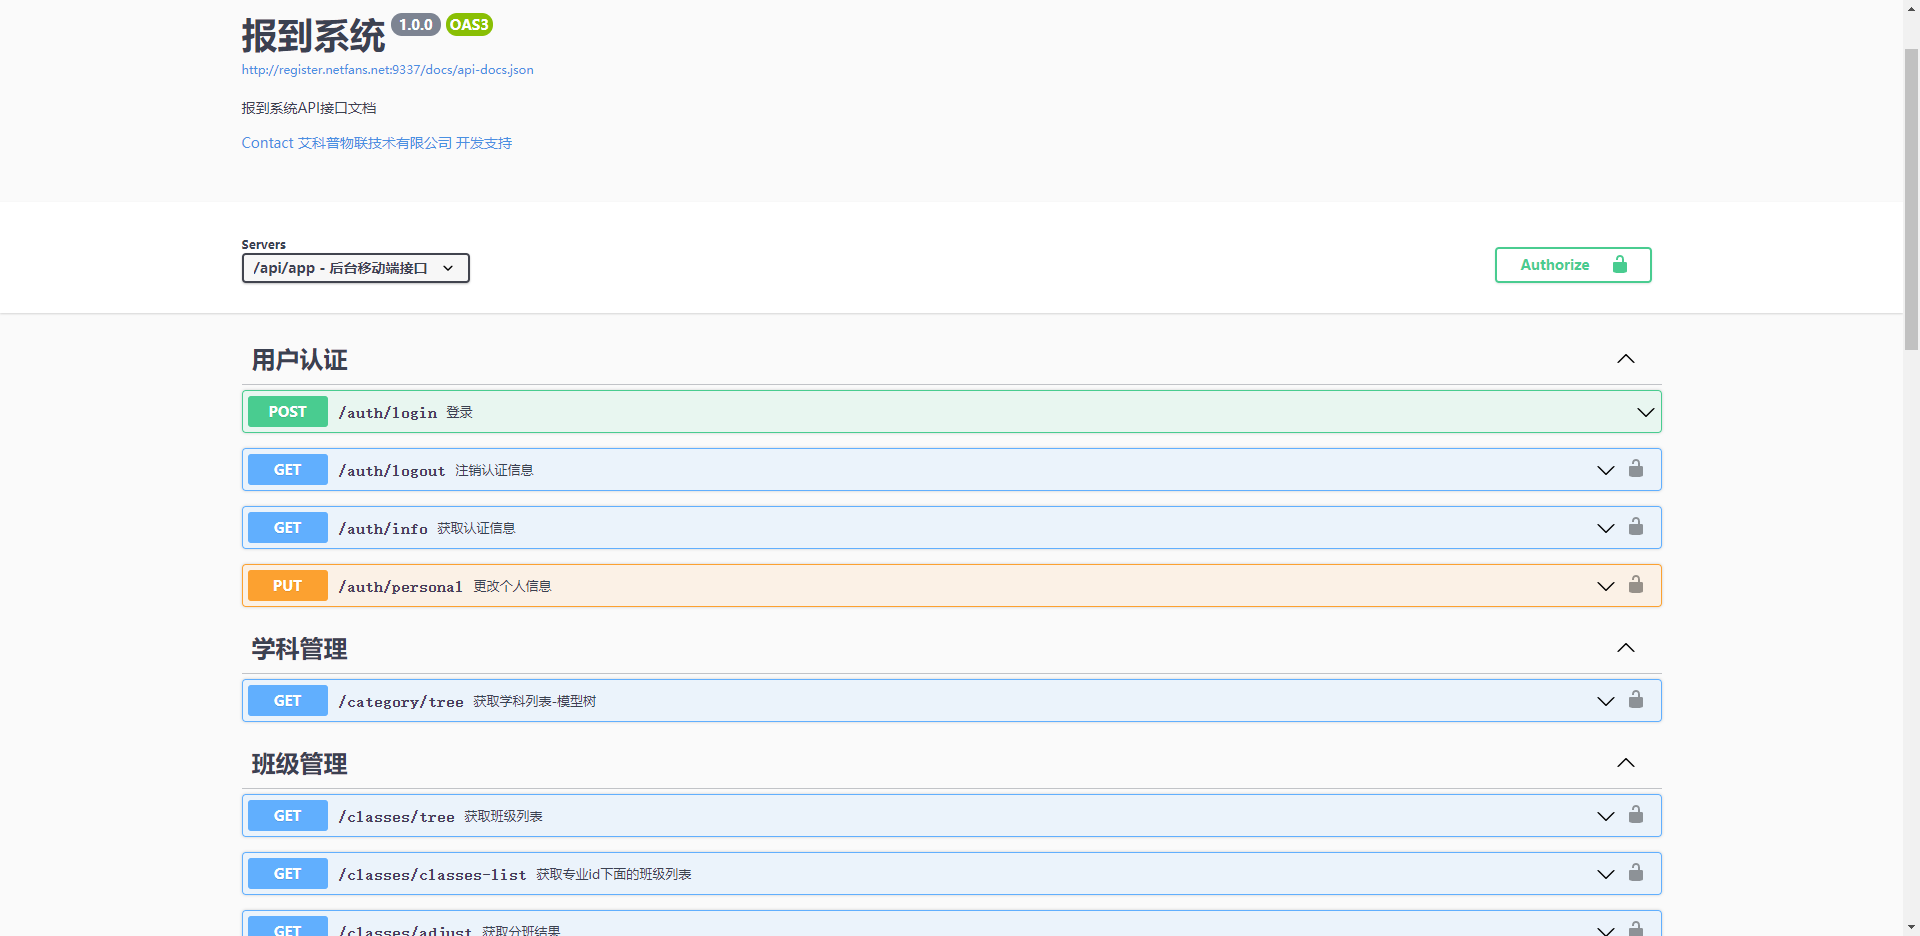 报到系统 1.0.0 OAS3
http://register.netfans.net:9337/docs/api-docs.json
报到系统API接口文档
Contact 艾科普物联技术有限公司 开发支持
Servers
/api/app - 后台移动端接口
Authorize
用户认证
POST /auth/login 登录
GET /auth/logout 注销认证信息
GET /auth/info 获取认证信息
PUT /auth/personal 更改个人信息
学科管理
GET /category/tree 获取学科列表-模型树
班级管理
GET /classes/tree 获取班级列表
GET /classes/classes-list 获取专业id下面的班级列表
GET /classes/adjust 获取分班结果